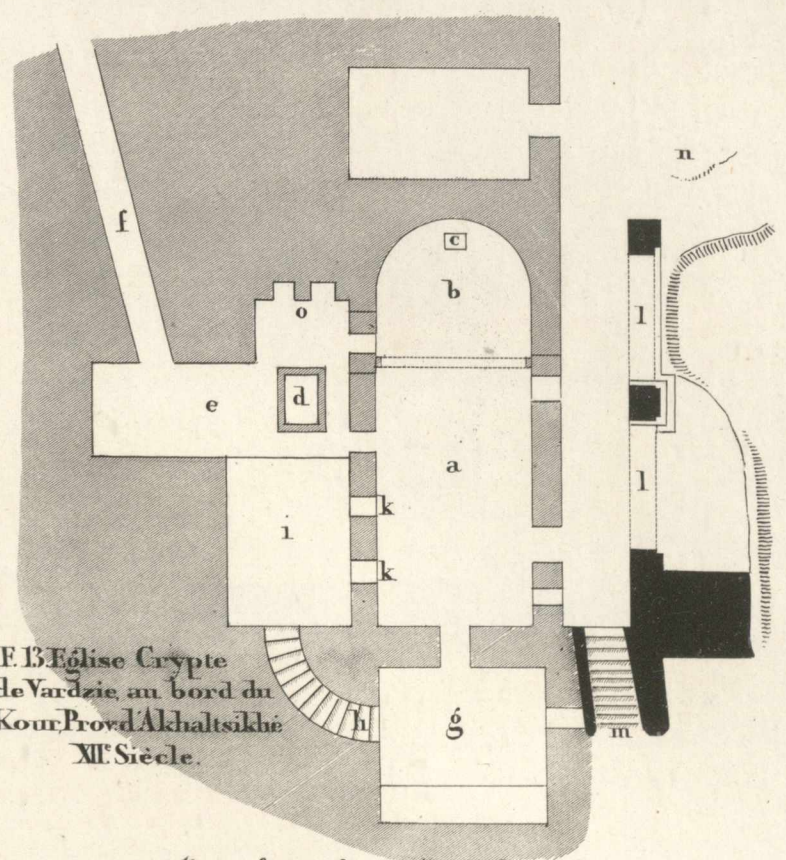 n
f
c
b
o
l
e
d
a
l
k
i
k
F. 13. Église Crypte
de Vardzie, au bord du
Kour, Prov. d'Akhaltsikhé
XIIe Siècle.
h
g
m